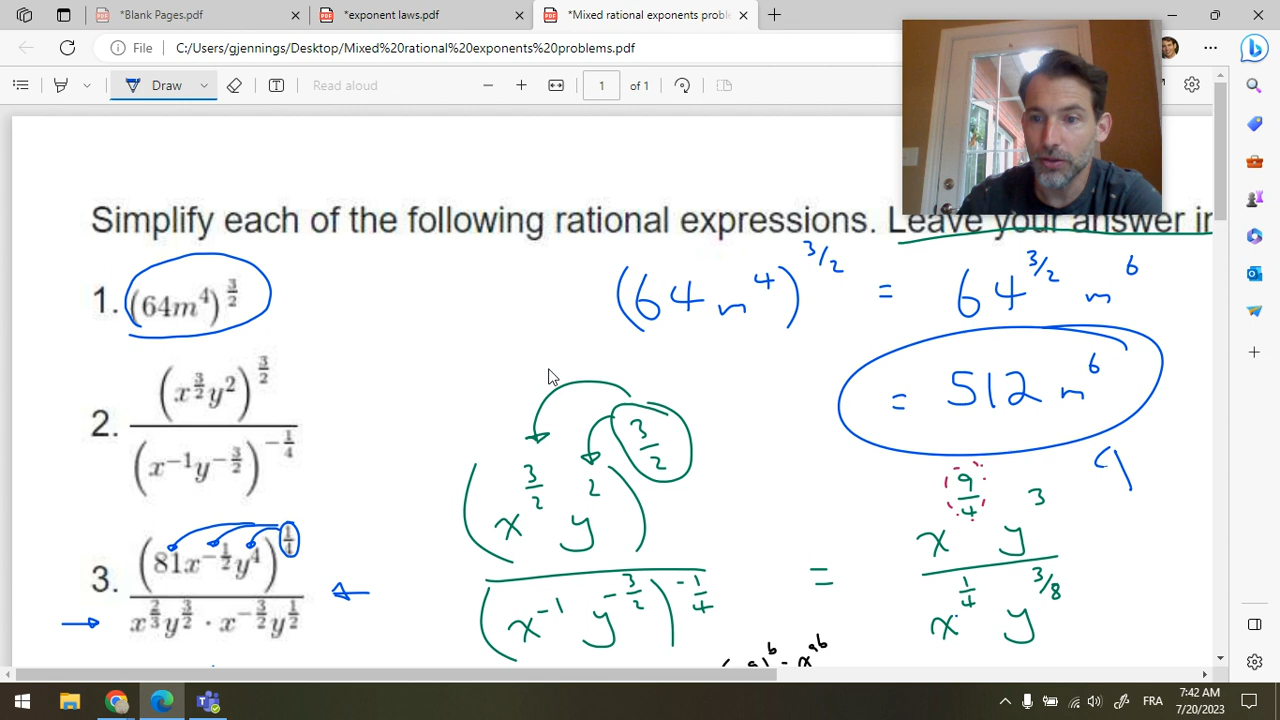 *Blank Pages.pdf
*exponent laws.pdf
*Mixed rational exponents proble
File
C:/Users/gjennings/Desktop/Mixed%20rational%20exponents%20problems.pdf
Draw
Read aloud
1 of 1
Simplify each of the following rational expressions. Leave your answer in
1. (64m^4)^{3/2}
(64 m^4)^{3/2} = 64^{3/2} m^6
= 512 m^6
2. (x^{3/2}y^2)^{3/2} / (x^{-1}y^{-3/2})^{-1/4}
(x^{3/2} y^2)^{3/2} / (x^{-1} y^{-3/2})^{-1/4} = x^{9/4} y^3 / x^{1/4} y^{3/8}
3. (81x^{-1/2}y^4)^{1/4} / x^{2/3}y^{3/2} · x^{-3/2}y^{1/2}
FRA
7:42 AM
7/20/2023